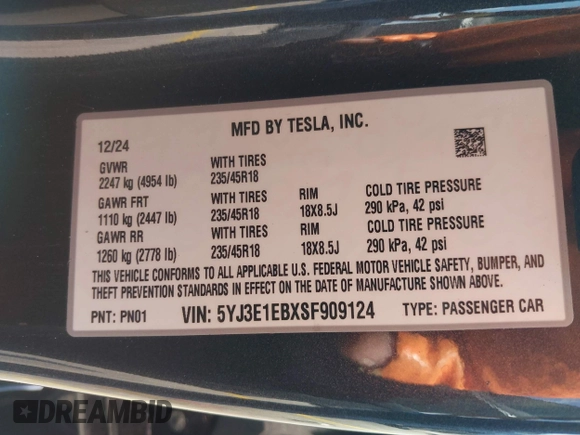 MFD BY TESLA, INC.
12/24
GVWR WITH TIRES
2247 kg (4954 lb) 235/45R18
GAWR FRT WITH TIRES RIM COLD TIRE PRESSURE
1110 kg (2447 lb) 235/45R18 18X8.5J 290 kPa, 42 psi
GAWR RR WITH TIRES RIM COLD TIRE PRESSURE
1260 kg (2778 lb) 235/45R18 18X8.5J 290 kPa, 42 psi
THIS VEHICLE CONFORMS TO ALL APPLICABLE U.S. FEDERAL MOTOR VEHICLE SAFETY, BUMPER, AND
THEFT PREVENTION STANDARDS IN EFFECT ON THE DATE OF MANUFACTURE SHOWN ABOVE.
PNT: PN01 VIN: 5YJ3E1EBXSF909124 TYPE: PASSENGER CAR
DREAMBID